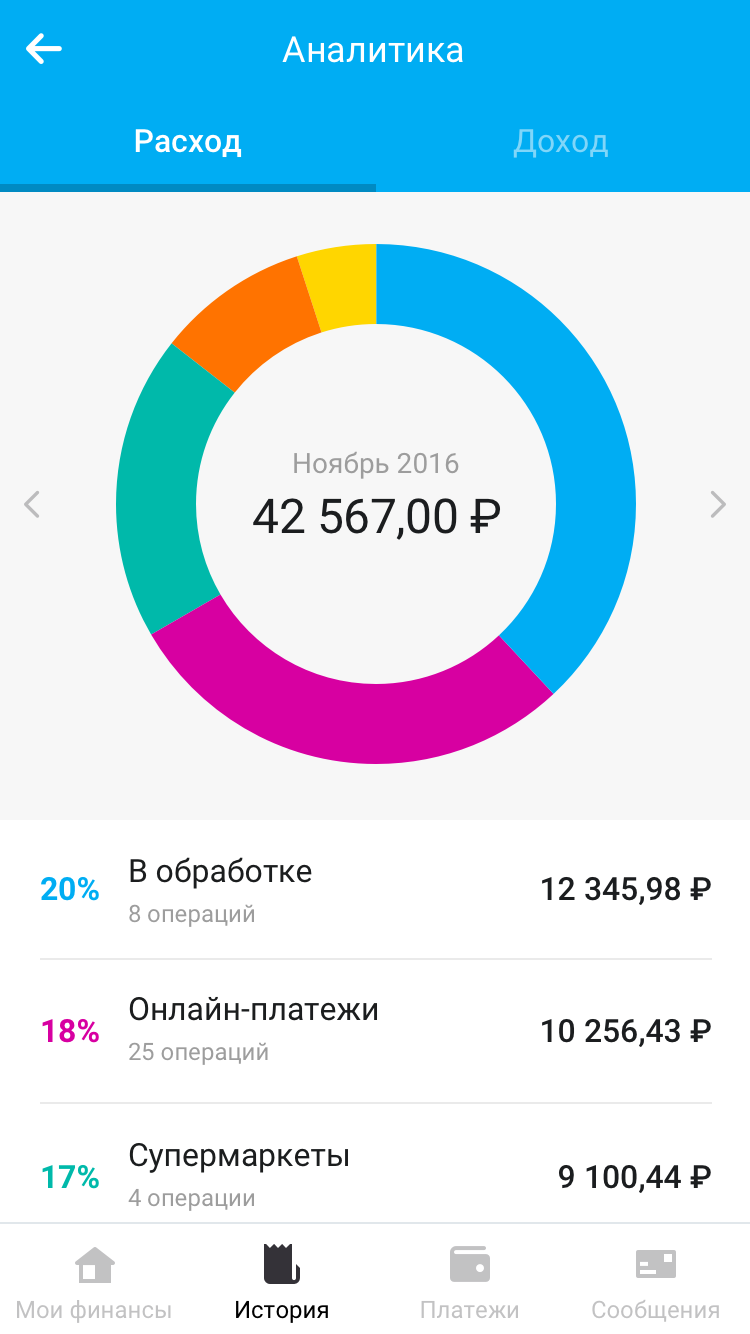 Аналитика
Расход
Доход
Ноябрь 2016
42 567,00 ₽
20%
В обработке
8 операций
12 345,98 ₽
18%
Онлайн-платежи
25 операций
10 256,43 ₽
17%
Супермаркеты
4 операции
9 100,44 ₽
Мои финансы
История
Платежи
Сообщения